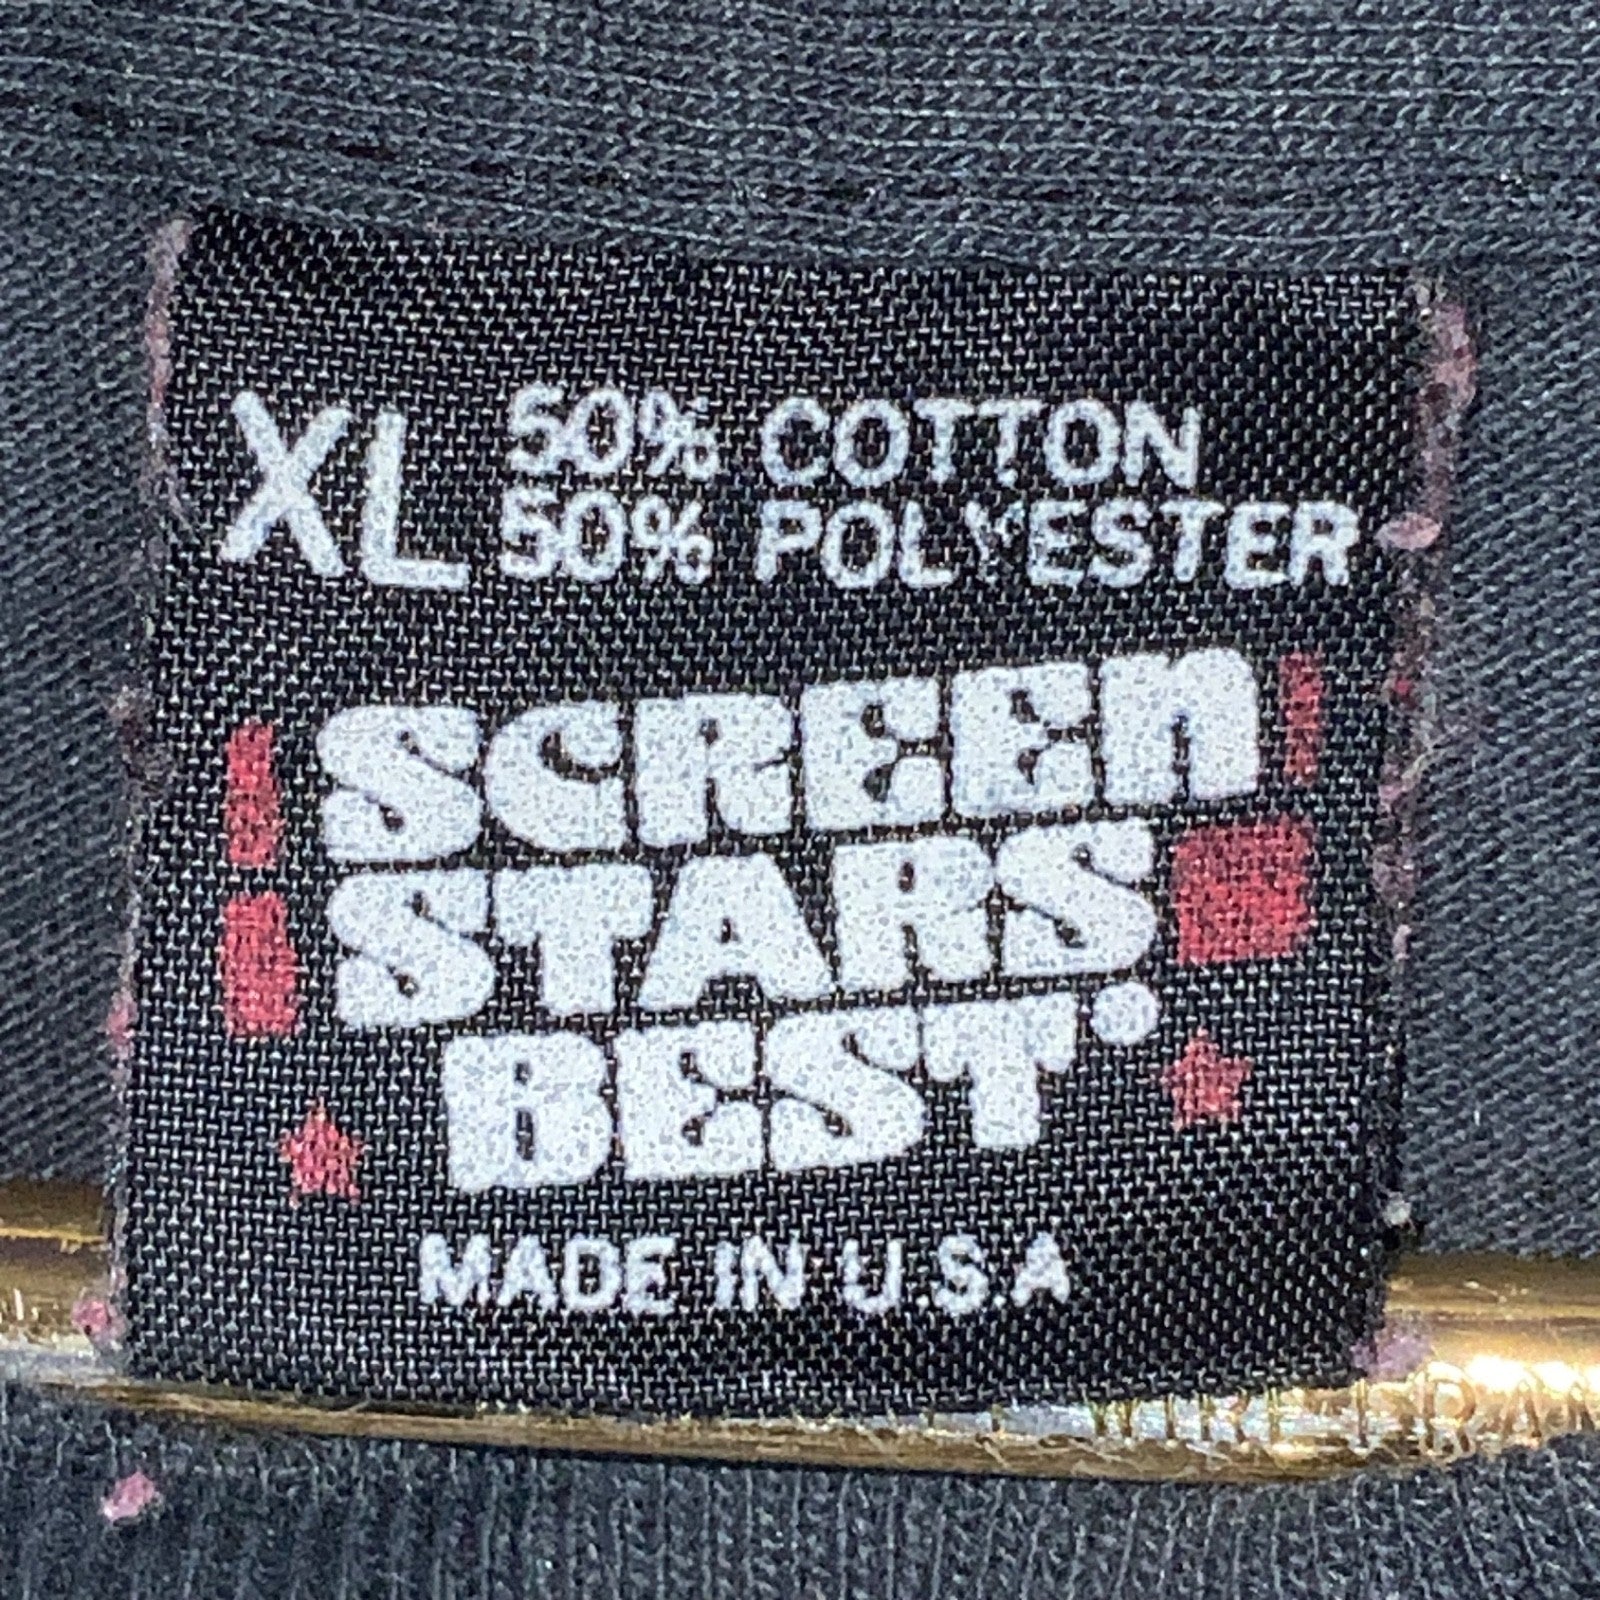 XL 50% COTTON
50% POLYESTER
SCREEN
STARS
BEST
MADE IN U.S.A